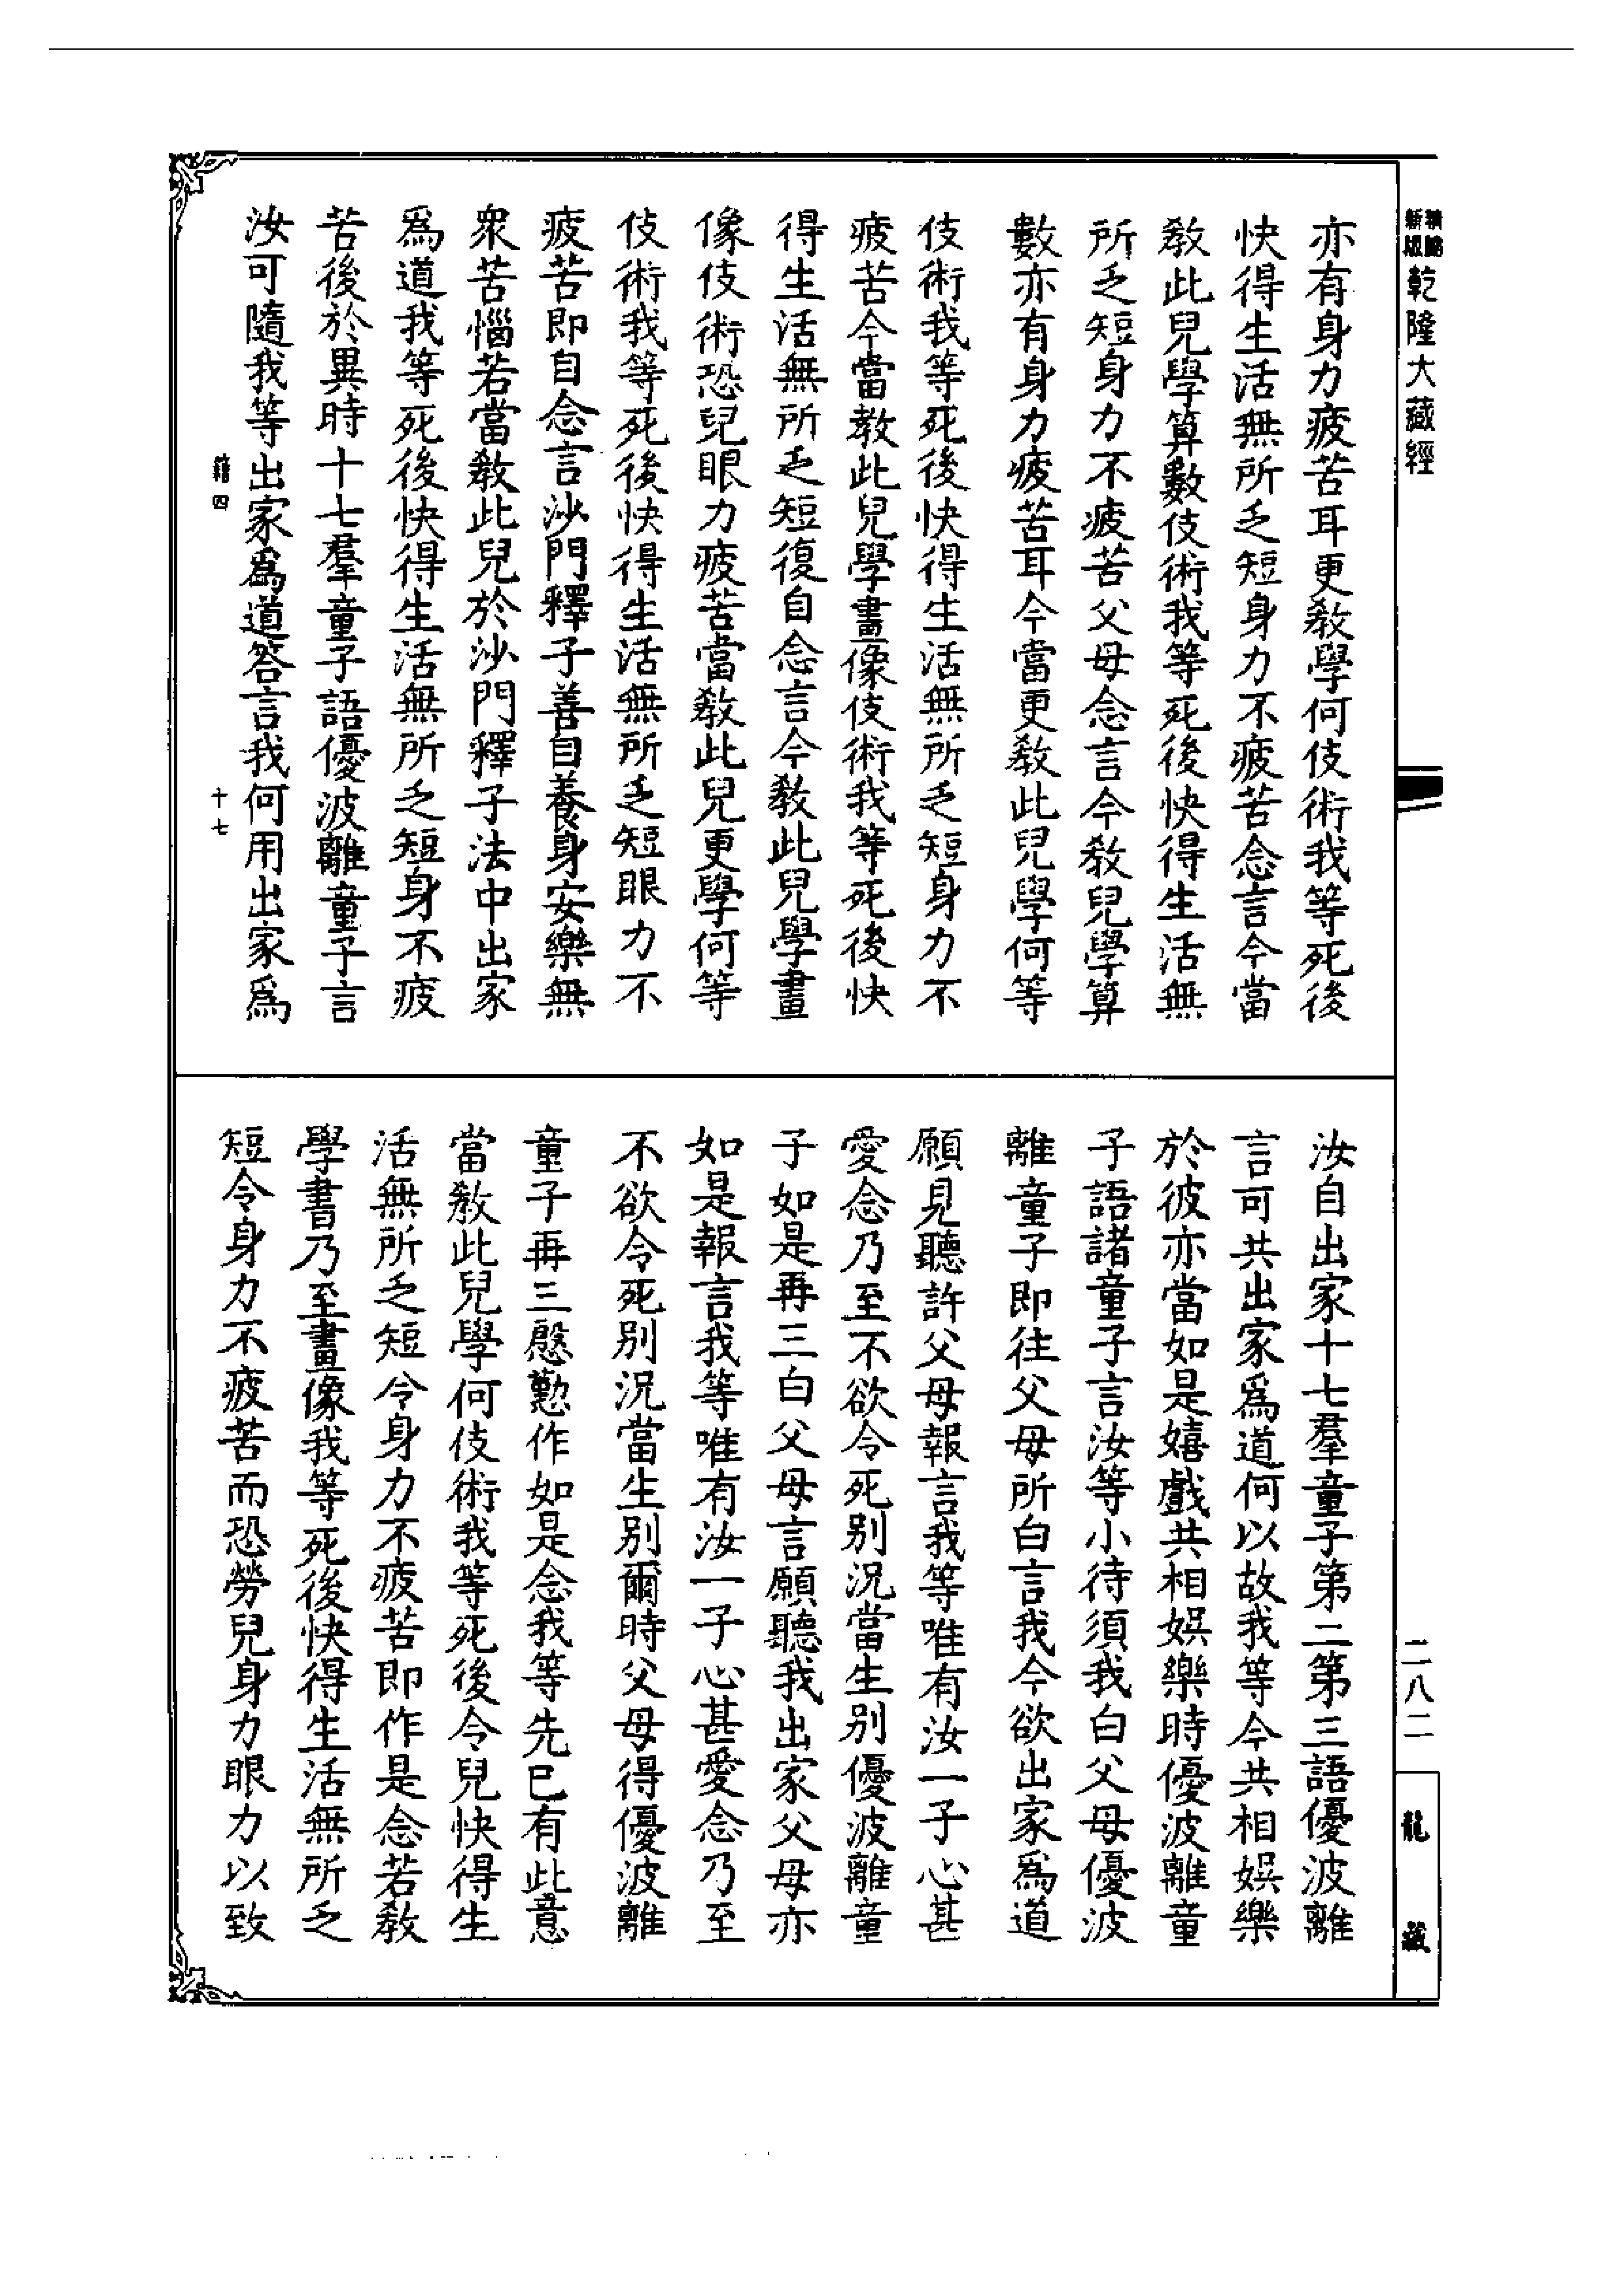 新編
新版
乾隆大藏經
亦有身力疲苦耳更敎學何伎術我等死後
快得生活無所乏短身力不疲苦念言今當
敎此兒學算數伎術我等死後快得生活無
所乏短身力不疲苦父母念言今敎兒學算
數亦有身力疲苦耳今當更敎此兒學何等
伎術我等死後快得生活無所乏短身力不
疲苦今當教此兒學畫像伎術我等死後快
得生活無所乏短復自念言今敎此兒學畫
像伎術恐兒眼力疲苦當敎此兒更學何等
伎術我等死後快得生活無所乏短眼力不
疲苦即自念言沙門釋子善自養身安樂無
衆苦惱若當敎此兒於沙門釋子法中出家
爲道我等死後快得生活無所乏短身不疲
苦後於異時十七羣童子語優波離童子言
汝可隨我等出家爲道答言我何用出家爲
籍四
十七
汝自出家十七羣童子第二第三語優波離
言可共出家爲道何以故我等今共相娛樂
於彼亦當如是嬉戲共相娛樂時優波離童
子語諸童子言汝等小待須我白父母優波
離童子即往父母所白言我今欲出家爲道
願見聽許父母報言我等唯有汝一子心甚
愛念乃至不欲令死別況當生別優波離童
子如是再三白父母言願聽我出家父母亦
如是報言我等唯有汝一子心甚愛念乃至
不欲令死別況當生別爾時父母得優波離
童子再三慇懃作如是念我等先已有此意
當敎此兒學何伎術我等死後令兒快得生
活無所乏短令身力不疲苦即作是念若敎
學書乃至畫像我等死後快得生活無所乏
短令身力不疲苦而恐勞兒身力眼力以致
二八二
龍藏